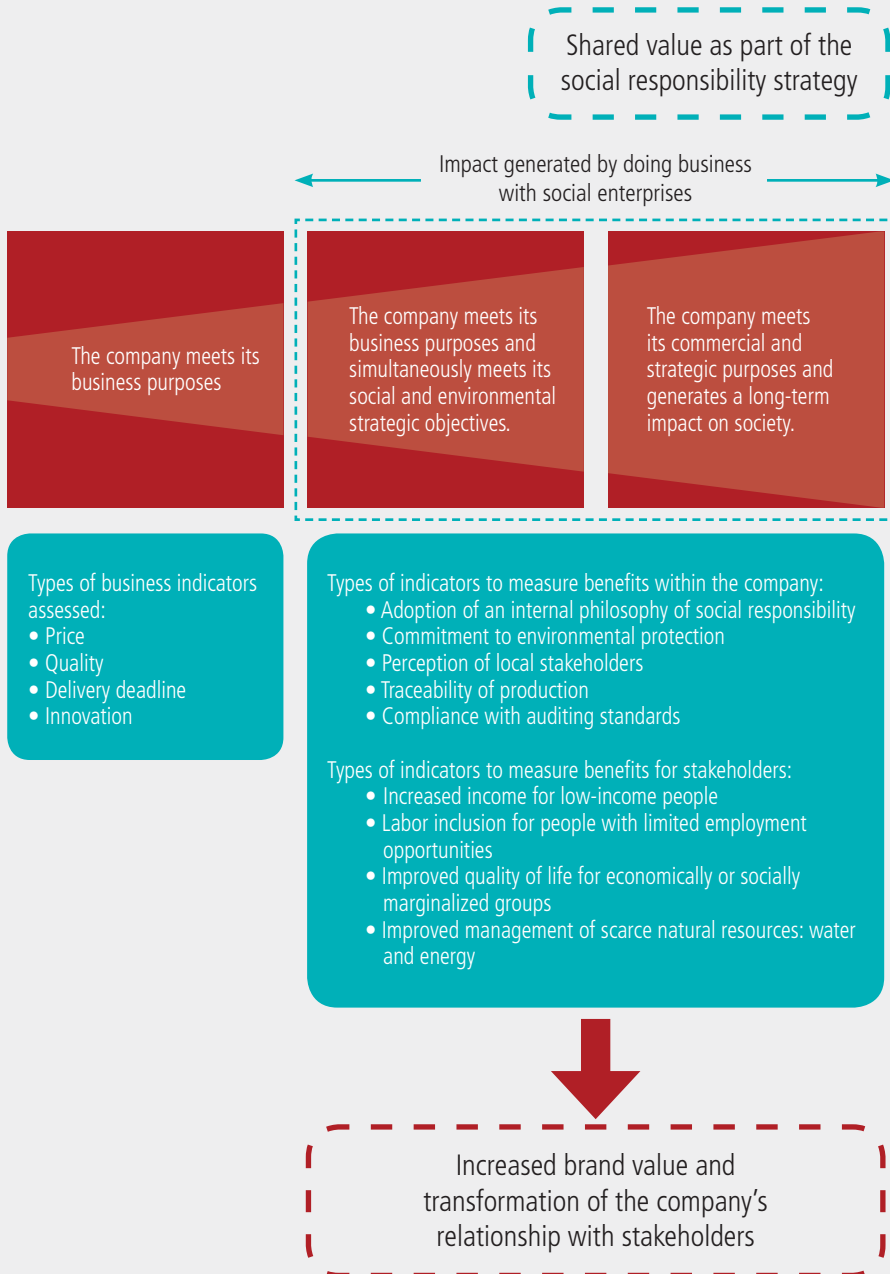 Shared value as part of the
social responsibility strategy
Impact generated by doing business
with social enterprises
The company meets its
business purposes
The company meets its
business purposes and
simultaneously meets its
social and environmental
strategic objectives.
The company meets
its commercial and
strategic purposes and
generates a long-term
impact on society.
Types of business indicators
assessed:
• Price
• Quality
• Delivery deadline
• Innovation
Types of indicators to measure benefits within the company:
• Adoption of an internal philosophy of social responsibility
• Commitment to environmental protection
• Perception of local stakeholders
• Traceability of production
• Compliance with auditing standards
Types of indicators to measure benefits for stakeholders:
• Increased income for low-income people
• Labor inclusion for people with limited employment
opportunities
• Improved quality of life for economically or socially
marginalized groups
• Improved management of scarce natural resources: water
and energy
Increased brand value and
transformation of the company’s
relationship with stakeholders